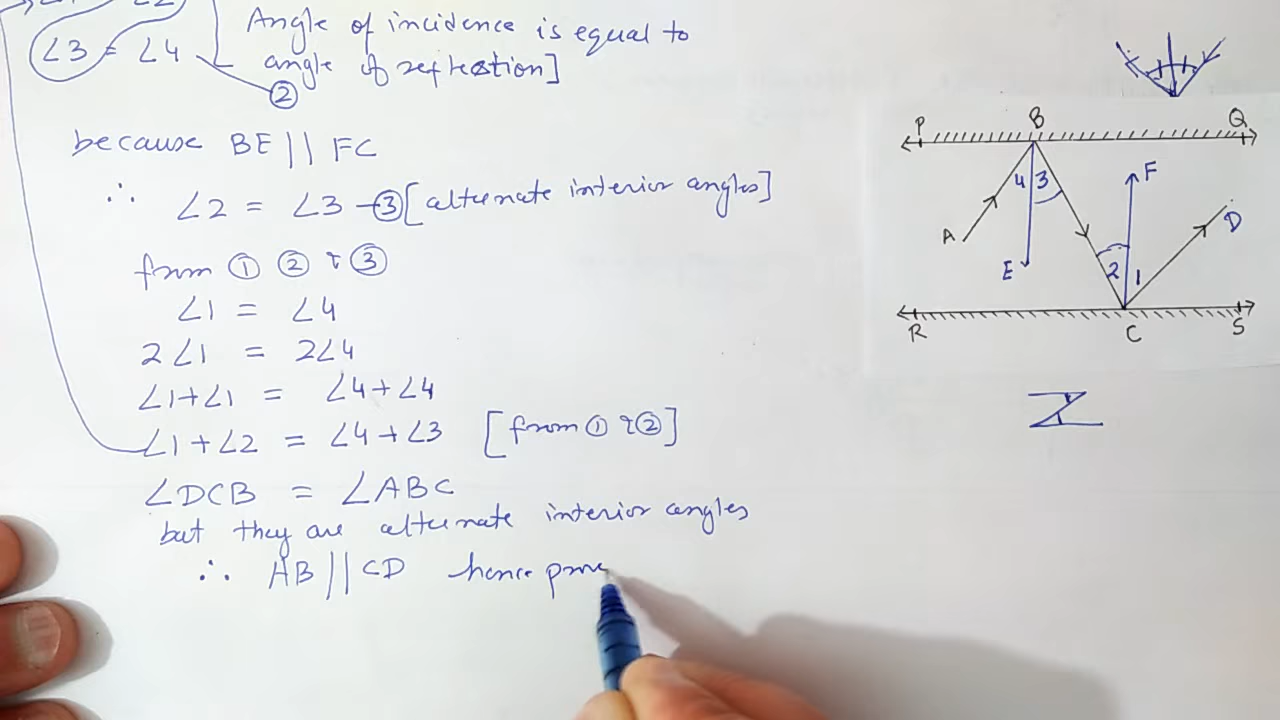 ∠3 = ∠4
Angle of incidence is equal to
angle of reflection]
②
because BE || FC
∴ ∠2 = ∠3 —③ [alternate interior angles]
from ① ② & ③
∠1 = ∠4
2∠1 = 2∠4
∠1+∠1 = ∠4+∠4
∠1+∠2 = ∠4+∠3 [from ① & ②]
∠DCB = ∠ABC
but they are alternate interior angles
∴ AB || CD hence prove
P B Q
4 3 F
A D
E 2 1
R C S